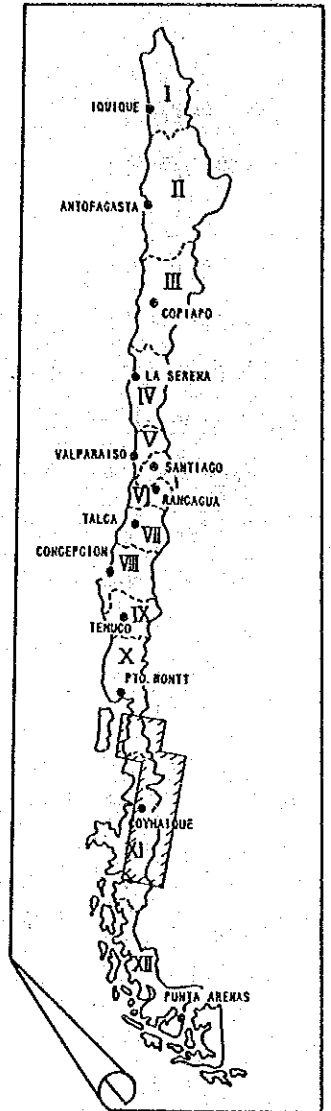 I
IQUIQUE
II
ANTOFAGASTA
III
COPIAPO
LA SERENA
IV
V
VALPARAISO
SANTIAGO
VI
RANCAGUA
TALCA
VII
CONCEPCION
VIII
IX
TEMUCO
X
PTO. MONTT
COYHAIQUE
XI
XII
PUNTA ARENAS